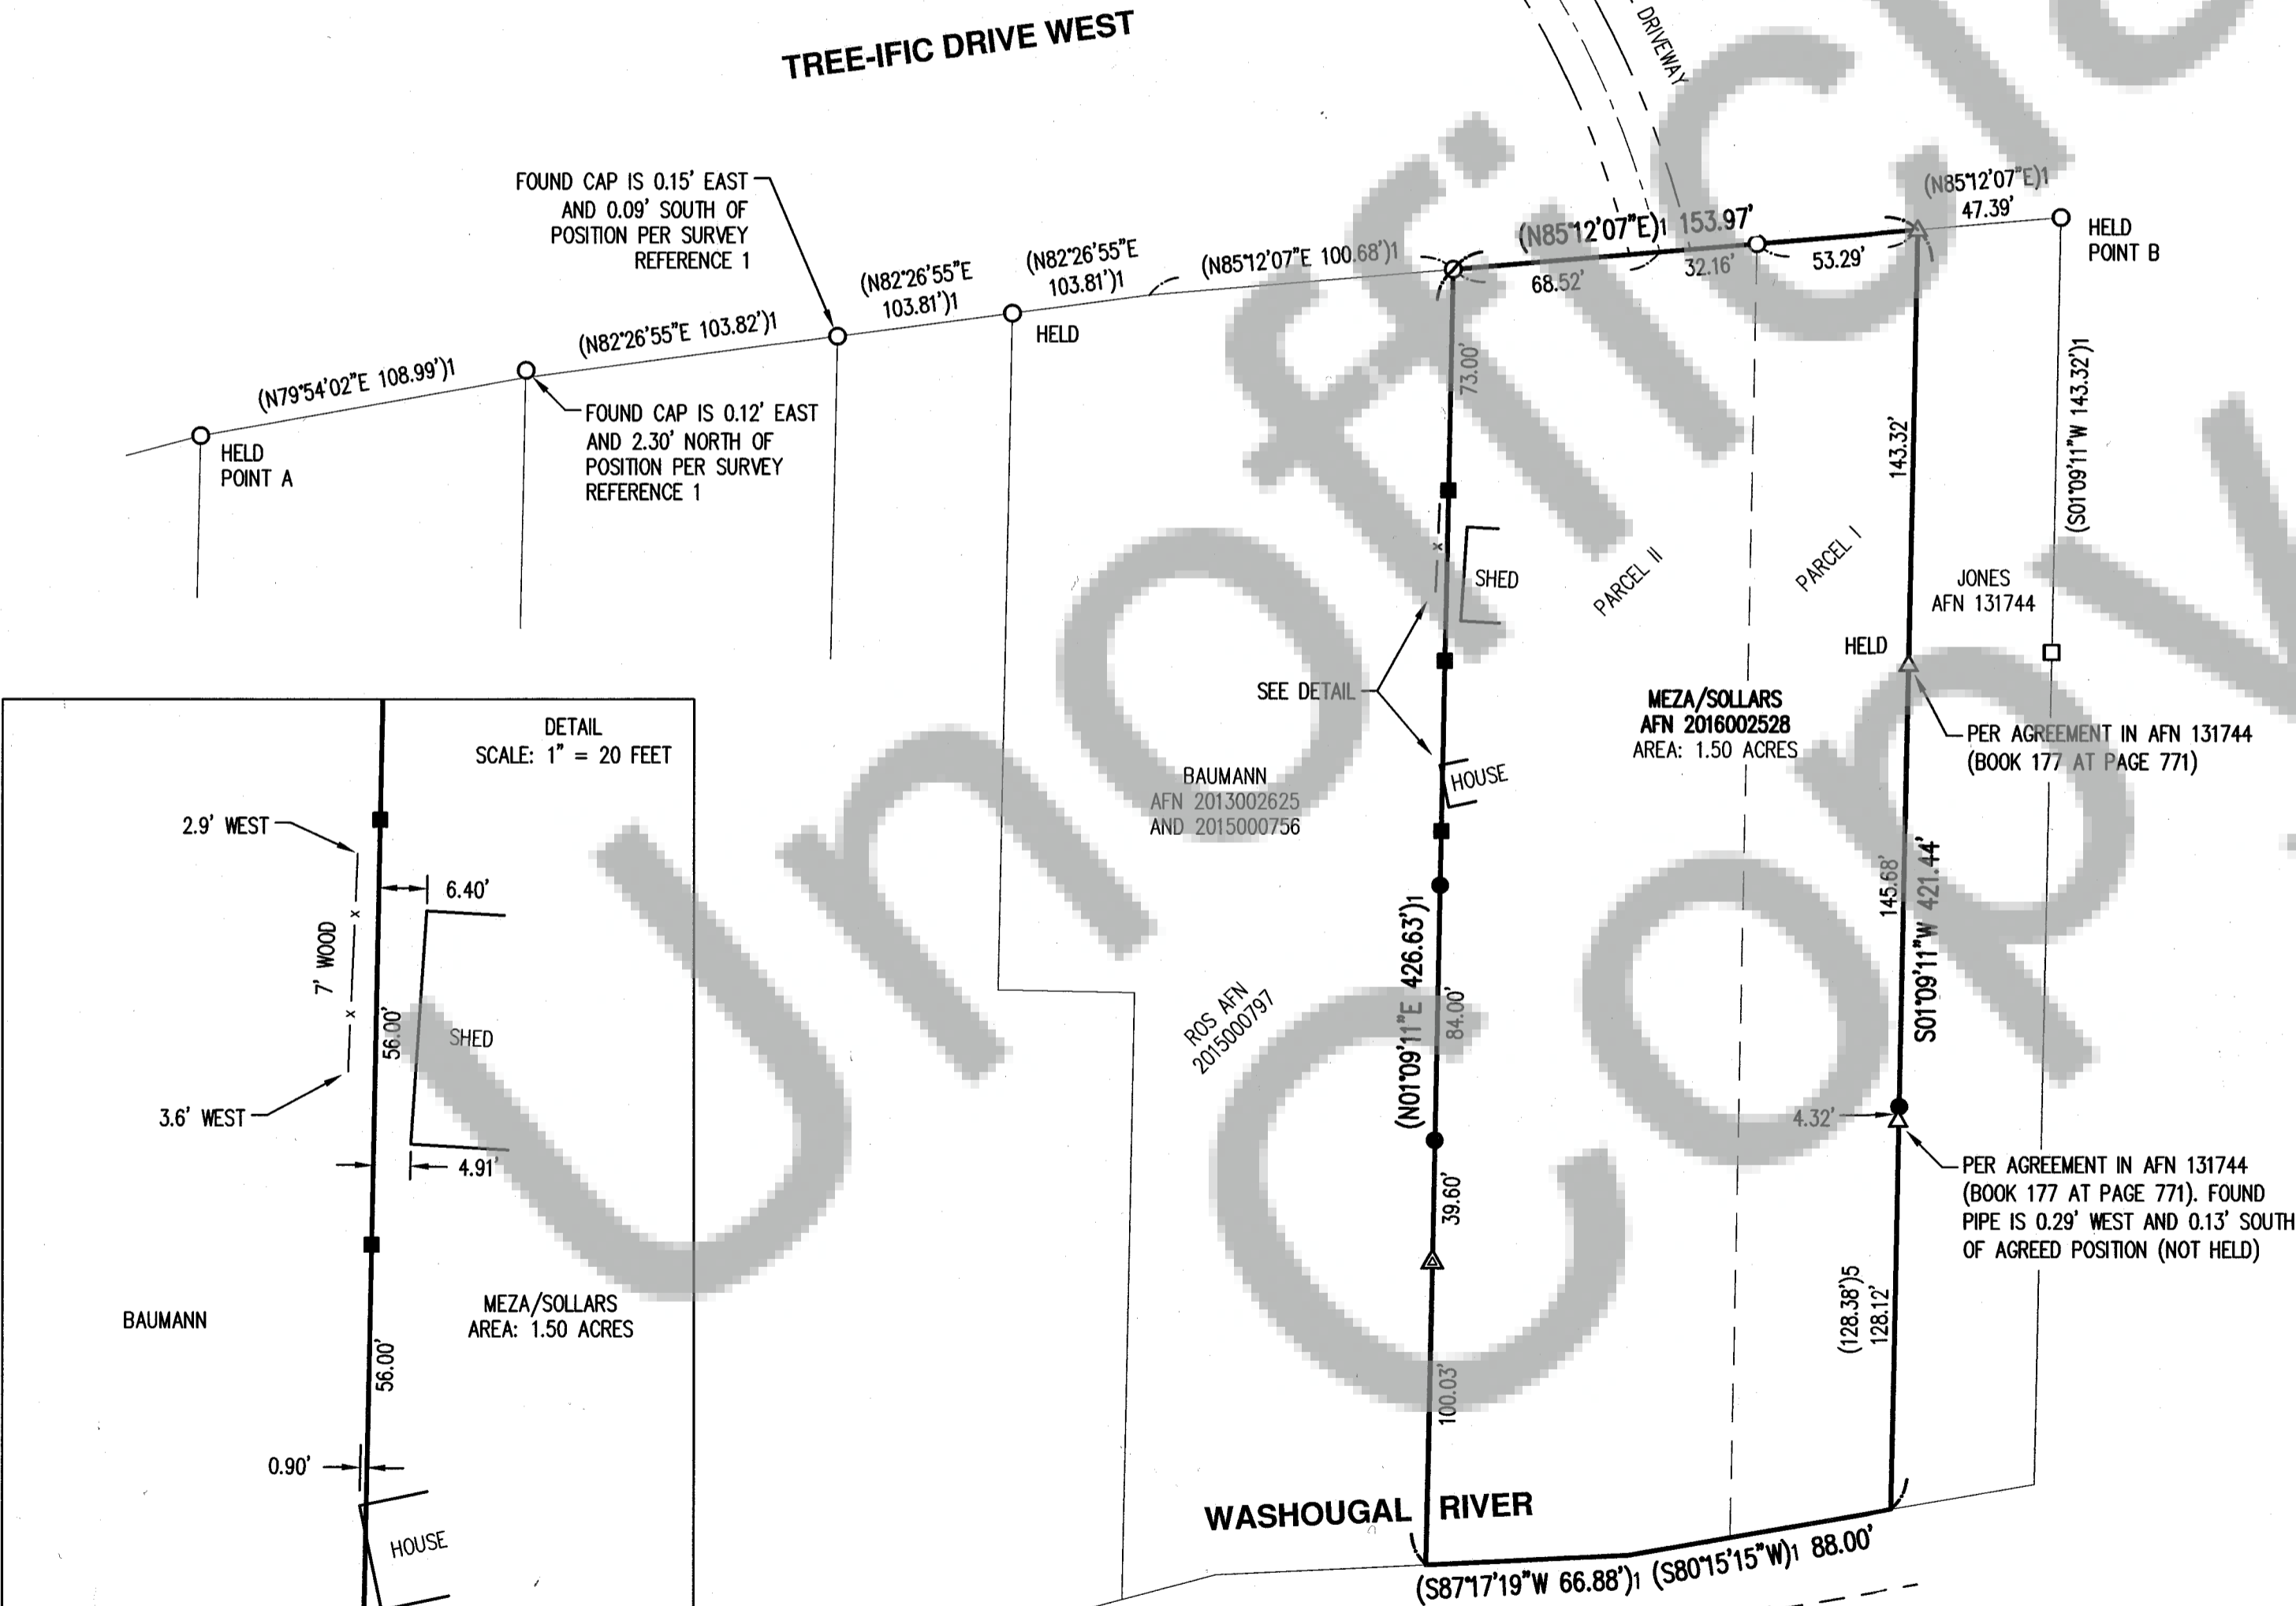 TREE-IFIC DRIVE WEST
DRIVEWAY
FOUND CAP IS 0.15' EAST
AND 0.09' SOUTH OF
POSITION PER SURVEY
REFERENCE 1
(N85°12'07"E)1
47.39'
HELD
POINT B
(N85°12'07"E)1 153.97'
68.52'
32.16'
53.29'
(N85°12'07"E 100.68')1
(N82°26'55"E
103.81')1
(N82°26'55"E
103.81')1
HELD
(N82°26'55"E 103.82')1
(N79°54'02"E 108.99')1
HELD
POINT A
FOUND CAP IS 0.12' EAST
AND 2.30' NORTH OF
POSITION PER SURVEY
REFERENCE 1
73.00'
143.32'
(S01°09'11"W 143.32')1
SHED
PARCEL II
PARCEL I
JONES
AFN 131744
HELD
SEE DETAIL
MEZA/SOLLARS
AFN 2016002528
AREA: 1.50 ACRES
PER AGREEMENT IN AFN 131744
(BOOK 177 AT PAGE 771)
HOUSE
BAUMANN
AFN 2013002625
AND 2015000756
DETAIL
SCALE: 1" = 20 FEET
2.9' WEST
6.40'
7' WOOD
x
x
56.00'
SHED
3.6' WEST
4.91'
BAUMANN
MEZA/SOLLARS
AREA: 1.50 ACRES
56.00'
0.90'
HOUSE
x
ROS AFN
2015000797
(N01°09'11"E 426.63')1
84.00'
39.60'
100.03'
145.68'
S01°09'11"W 421.44'
4.32'
PER AGREEMENT IN AFN 131744
(BOOK 177 AT PAGE 771). FOUND
PIPE IS 0.29' WEST AND 0.13' SOUTH
OF AGREED POSITION (NOT HELD)
(128.38')5
128.12'
WASHOUGAL RIVER
(S87°17'19"W 66.88')1 (S80°15'15"W)1 88.00'
Unofficial
Copy